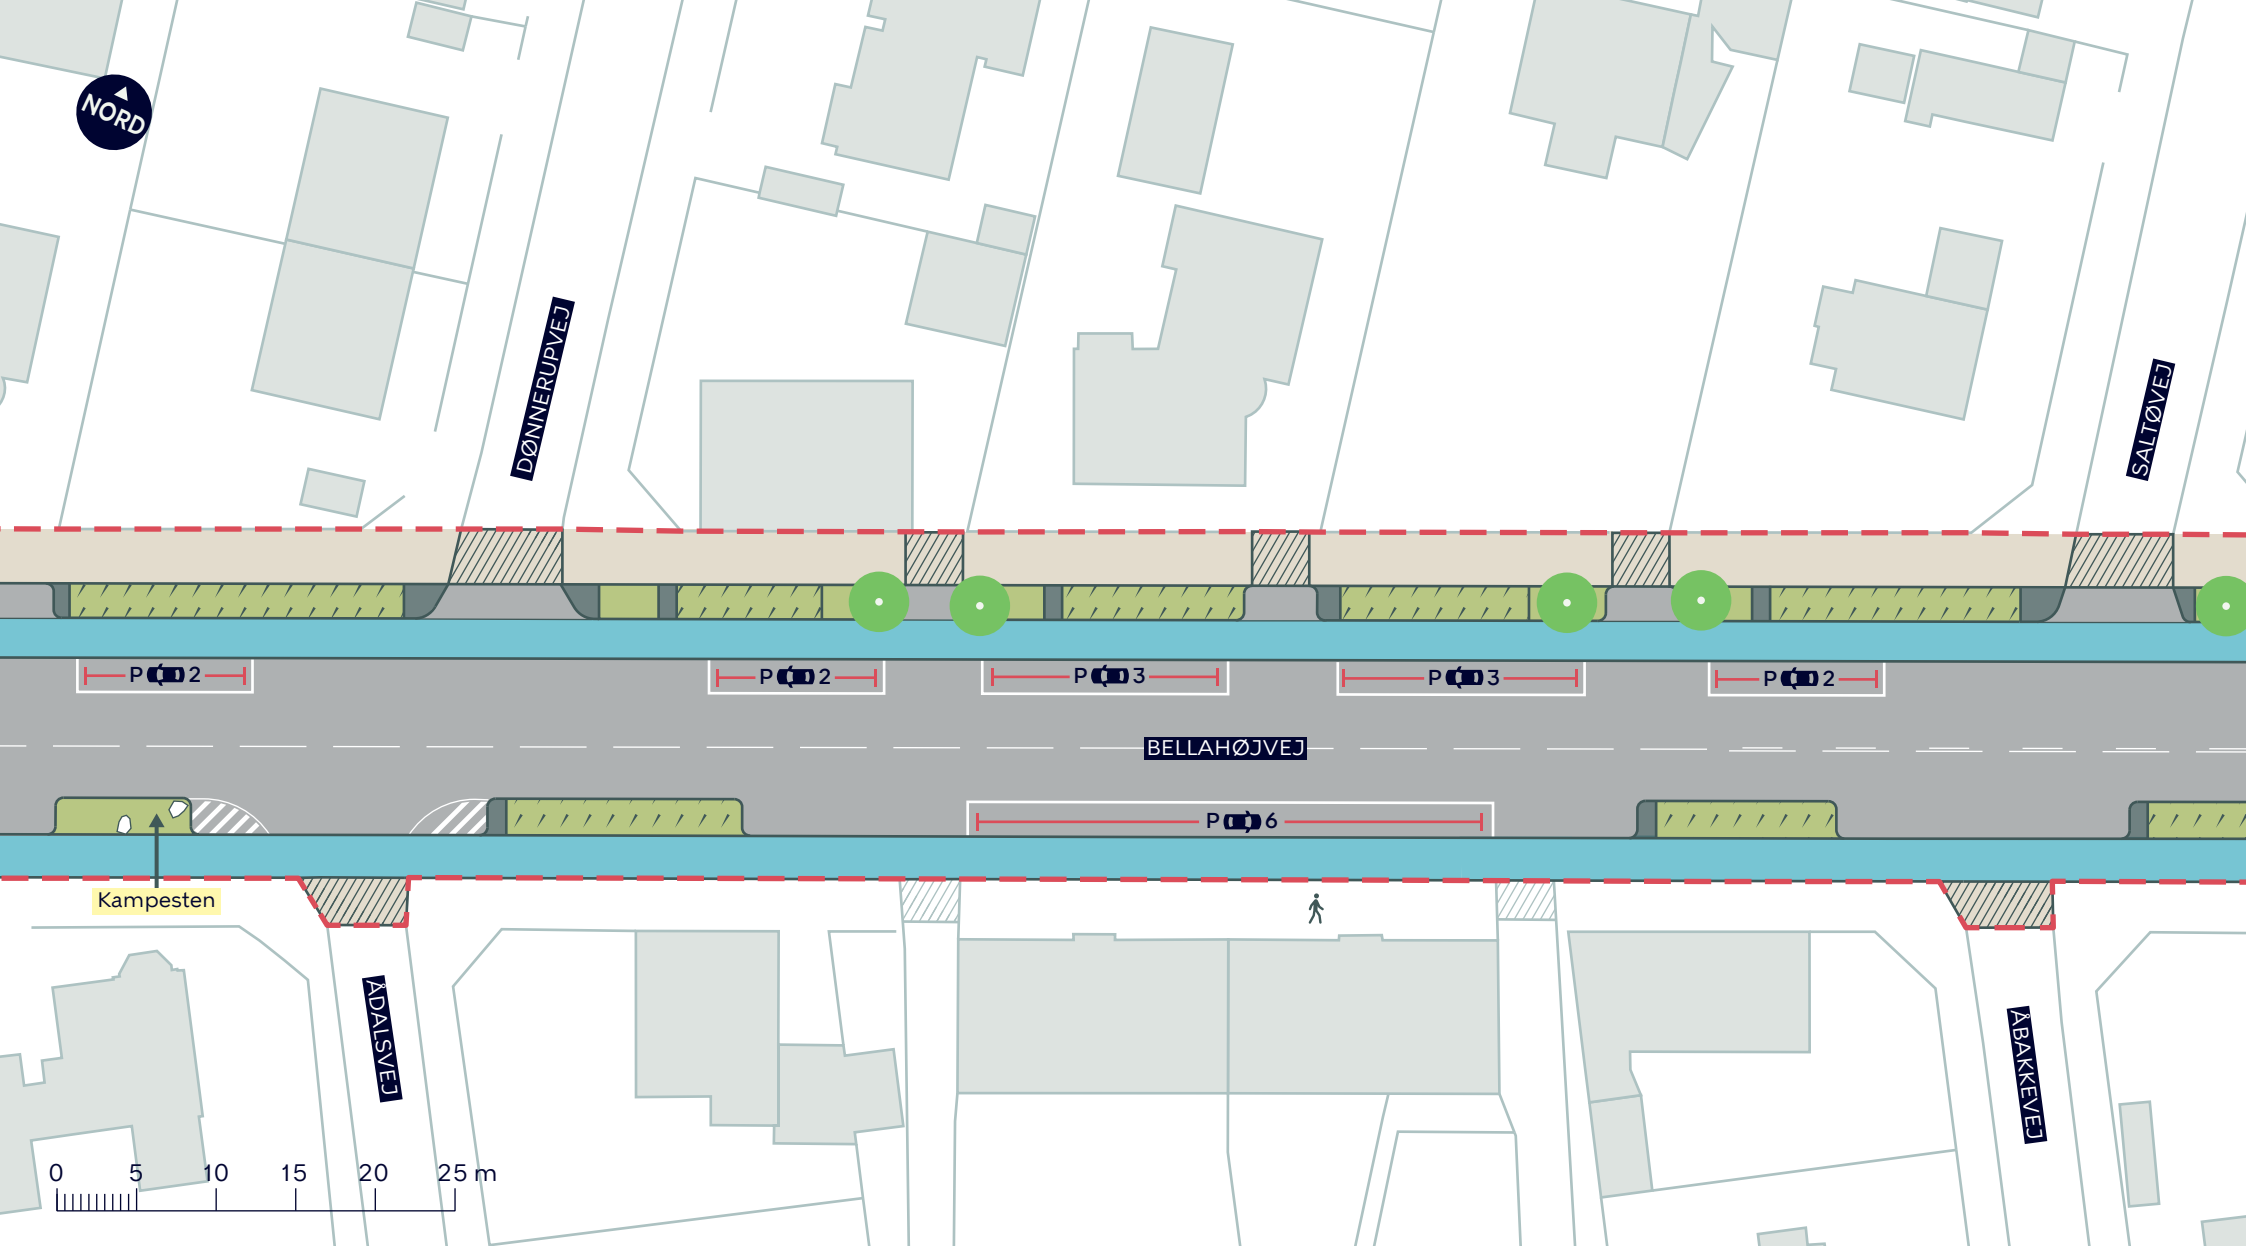 NORD
DØNNERUPVEJ
SALTØVEJ
P 2
P 2
P 3
P 3
P 2
BELLAHØJVEJ
P 6
Kampesten
ÅDALSVEJ
ÅBAKKEVEJ
0 5 10 15 20 25 m